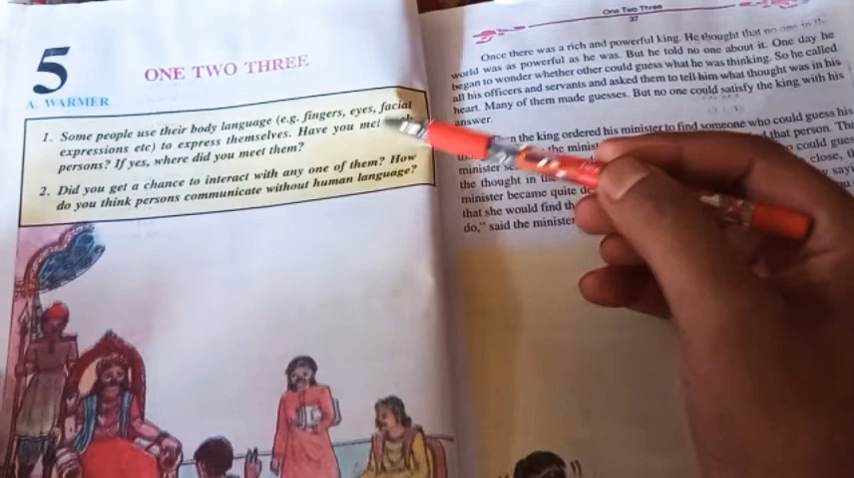 5
ONE TWO THREE
A. WARMER
1. Some people use their body language (e.g. fingers, eyes, facial
expressions etc) to express themselves. Have you met
persons? If yes, where did you meet them?
2. Did you get a chance to interact with any one of them? How
do you think persons communicate without human language?
One Two Three
37
Once there was a rich and powerful king. He thought that no one in the
world was as powerful as he was. But he told no one about it. One day he
began to wonder whether other could guess what he was thinking. So he called
all his officers and servants and asked them to tell him what thought was in his
heart. Many of them made guesses. But no one could satisfy the king with his
answer.
the king ordered his minister to find someone who could guess his
the minist that person. The
minister could gues
the thought in the close, th
minister became quite
that she would find th
do," said the minister